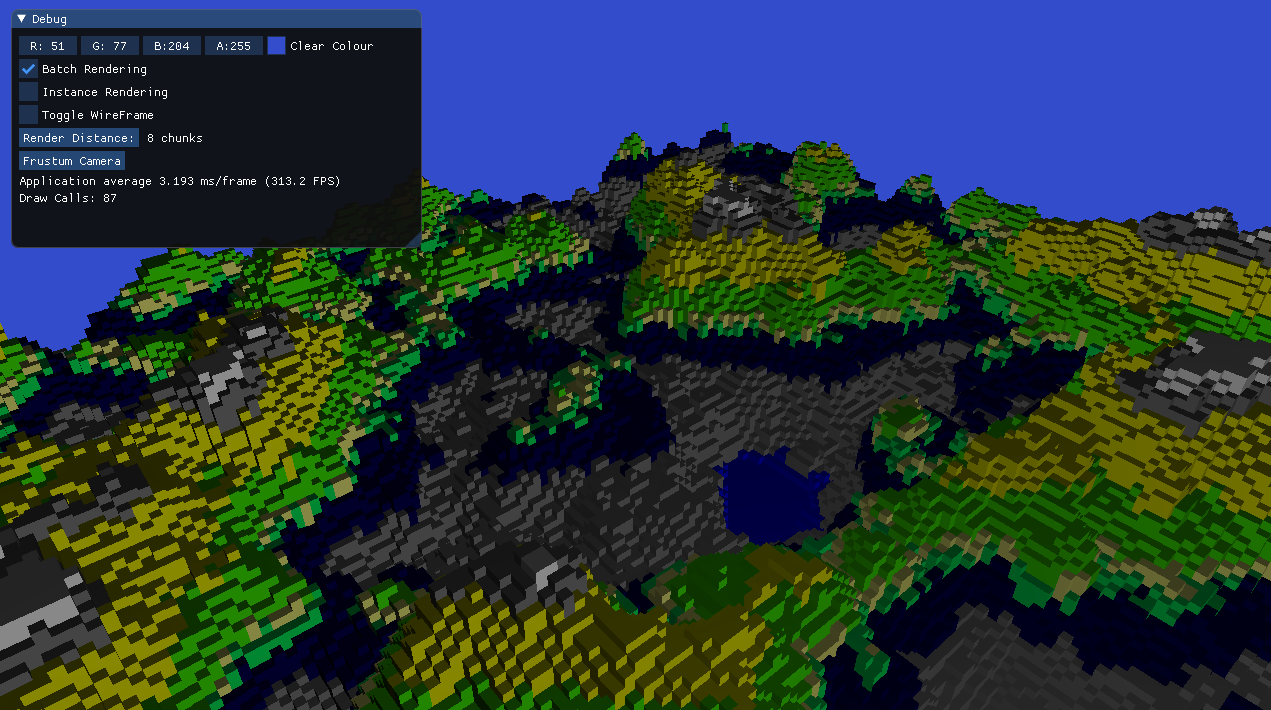 Debug
R: 51 G: 77 B:204 A:255 Clear Colour
Batch Rendering
Instance Rendering
Toggle WireFrame
Render Distance: 8 chunks
Frustum Camera
Application average 3.193 ms/frame (313.2 FPS)
Draw Calls: 87